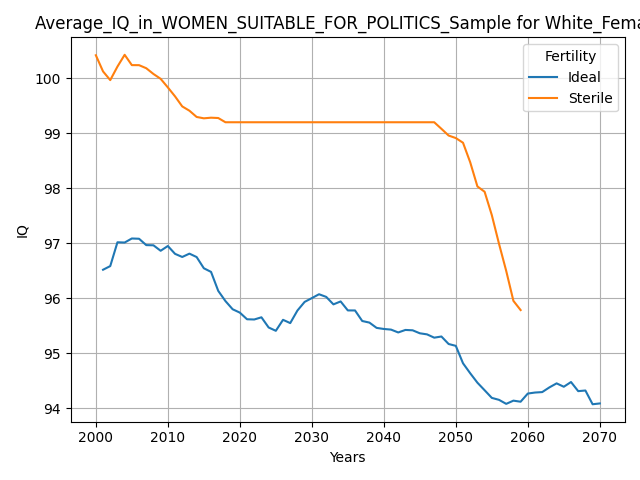 Average_IQ_in_WOMEN_SUITABLE_FOR_POLITICS_Sample for White_Fema
Fertility
Ideal
Sterile
100
99
98
97
96
95
94
IQ
2000 2010 2020 2030 2040 2050 2060 2070
Years